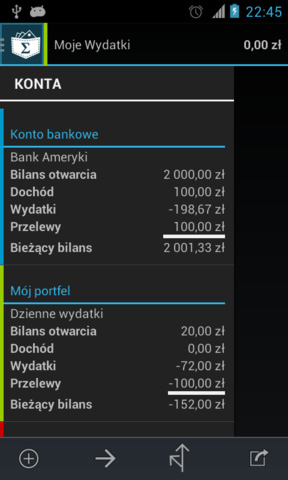 22:45
Σ
Moje Wydatki 0,00 zł
KONTA
Konto bankowe
Bank Ameryki
Bilans otwarcia 2 000,00 zł
Dochód 100,00 zł
Wydatki -198,67 zł
Przelewy 100,00 zł
Bieżący bilans 2 001,33 zł
Mój portfel
Dzienne wydatki
Bilans otwarcia 20,00 zł
Dochód 0,00 zł
Wydatki -72,00 zł
Przelewy -100,00 zł
Bieżący bilans -152,00 zł